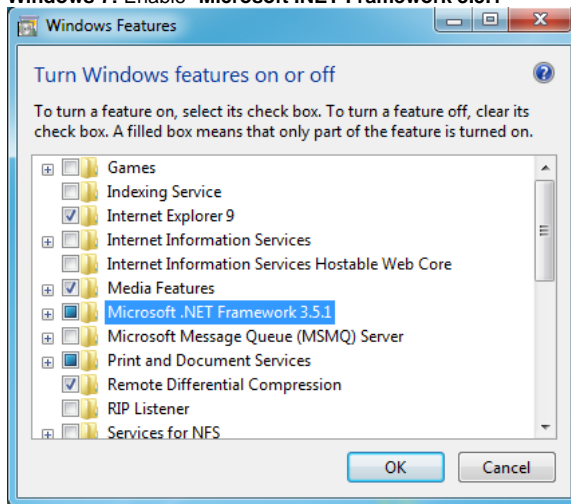 Windows 7: Enable "Microsoft .NET Framework 3.5.1"
Windows Features
Turn Windows features on or off
To turn a feature on, select its check box. To turn a feature off, clear its
check box. A filled box means that only part of the feature is turned on.
Games
Indexing Service
Internet Explorer 9
Internet Information Services
Internet Information Services Hostable Web Core
Media Features
Microsoft .NET Framework 3.5.1
Microsoft Message Queue (MSMQ) Server
Print and Document Services
Remote Differential Compression
RIP Listener
Services for NFS
OK
Cancel